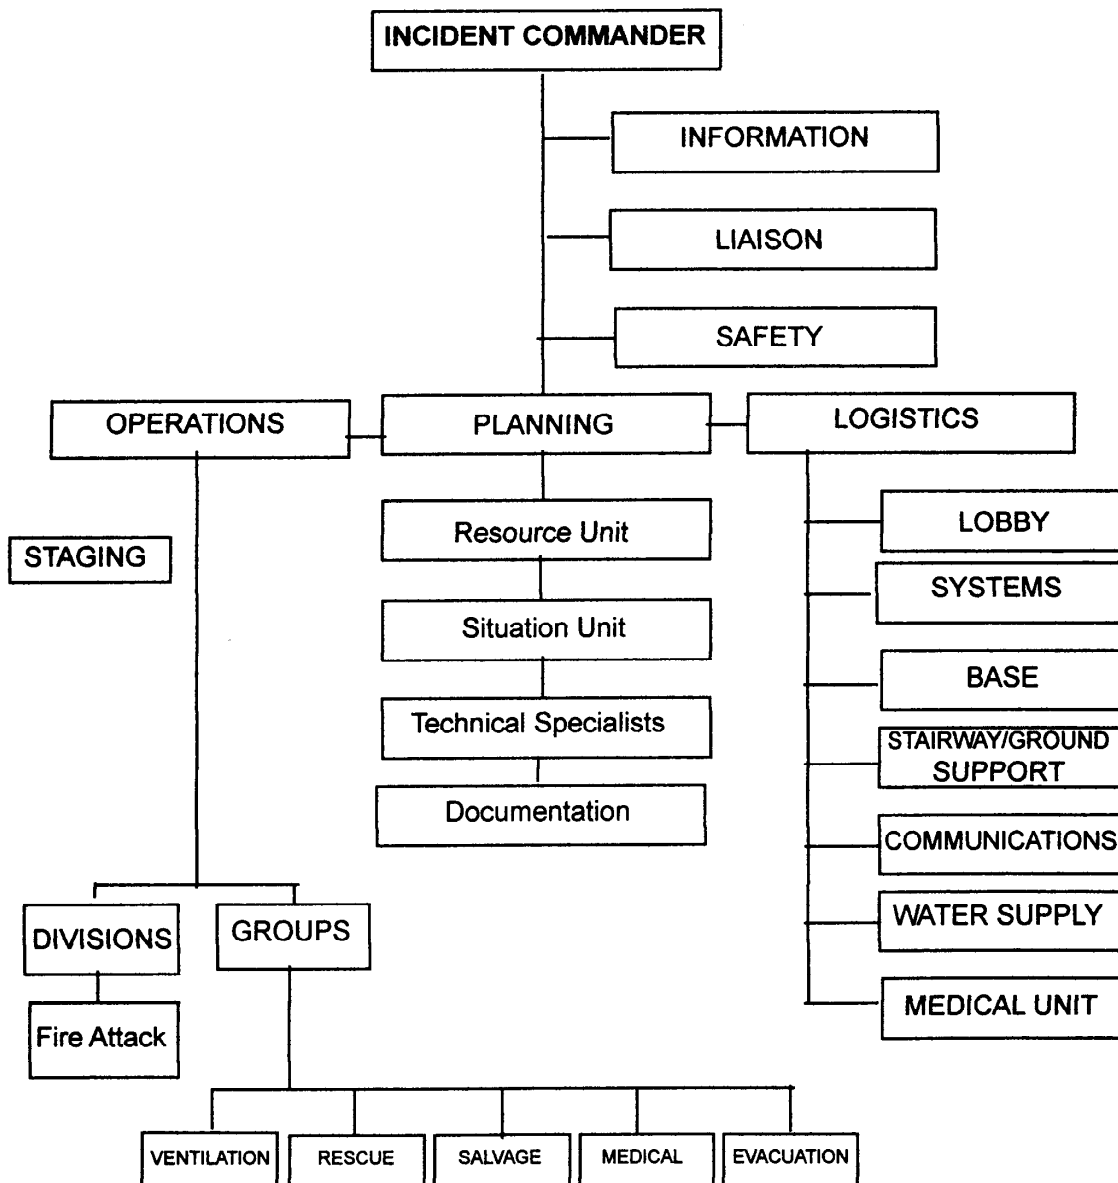 INCIDENT COMMANDER
INFORMATION
LIAISON
SAFETY
OPERATIONS
PLANNING
LOGISTICS
STAGING
Resource Unit
Situation Unit
Technical Specialists
Documentation
LOBBY
SYSTEMS
BASE
STAIRWAY/GROUND
SUPPORT
COMMUNICATIONS
WATER SUPPLY
MEDICAL UNIT
DIVISIONS
GROUPS
Fire Attack
VENTILATION
RESCUE
SALVAGE
MEDICAL
EVACUATION